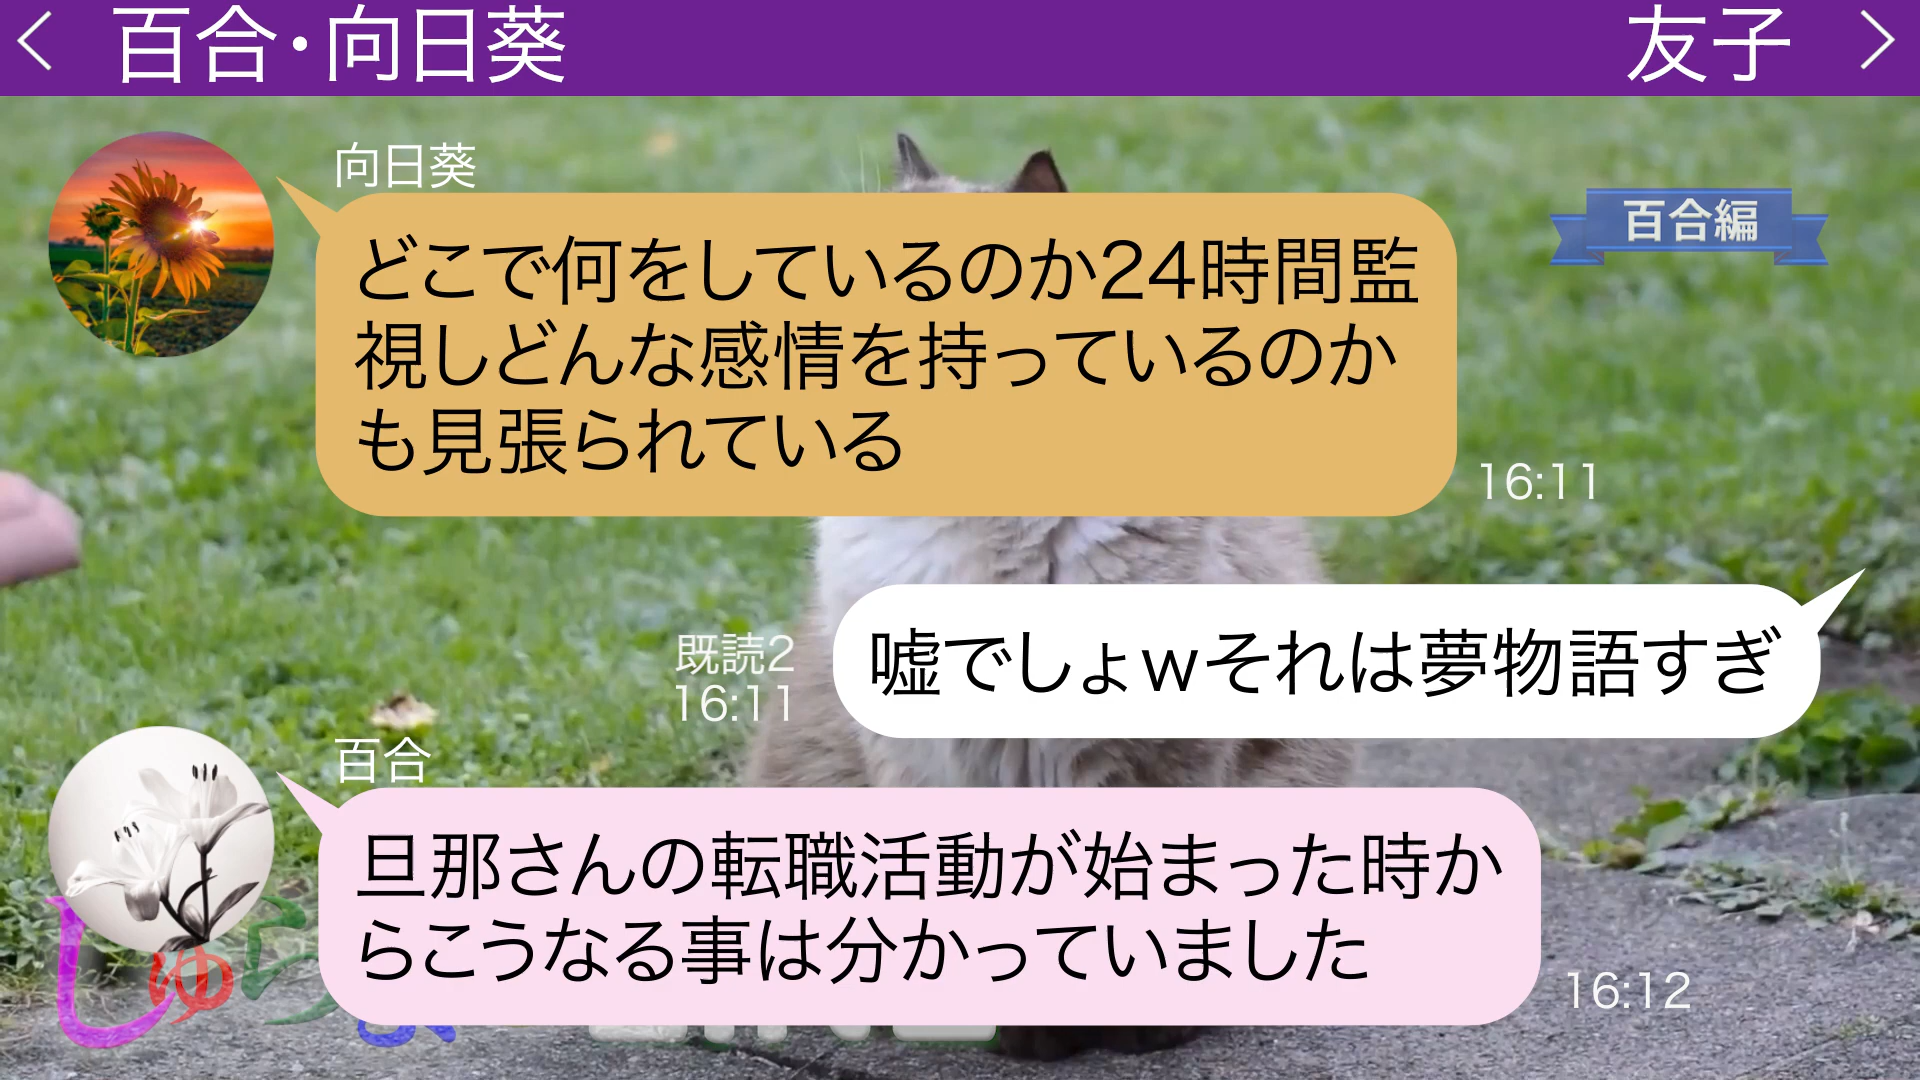 百合・向日葵
友子
向日葵
百合編
どこで何をしているのか24時間監
視しどんな感情を持っているのか
も見張られている
16:11
嘘でしょwそれは夢物語すぎ
既読2
16:11
百合
旦那さんの転職活動が始まった時か
らこうなる事は分かっていました
16:12
しゅら